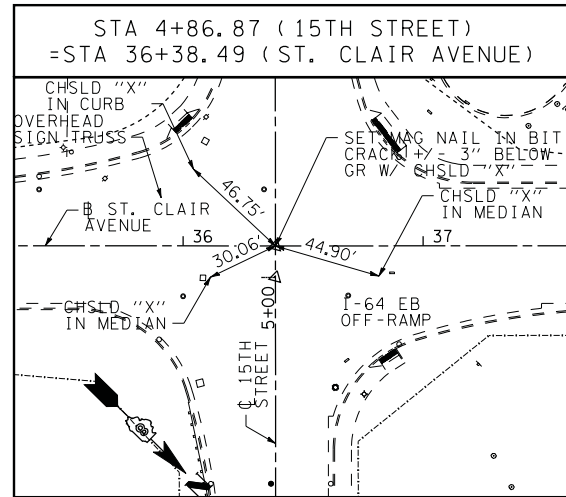 STA 4+86.87 (15TH STREET)
=STA 36+38.49 (ST. CLAIR AVENUE)
CHSLD "X"
IN CURB
OVERHEAD
SIGN TRUSS
SET MAG NAIL IN BIT
CRACK +/- 3" BELOW
GR W/ CHSLD "X"
46.75'
CHSLD "X"
IN MEDIAN
B ST. CLAIR
AVENUE
36
37
30.06'
44.90'
CHSLD "X"
IN MEDIAN
5+00
I-64 EB
OFF-RAMP
C 15TH
STREET